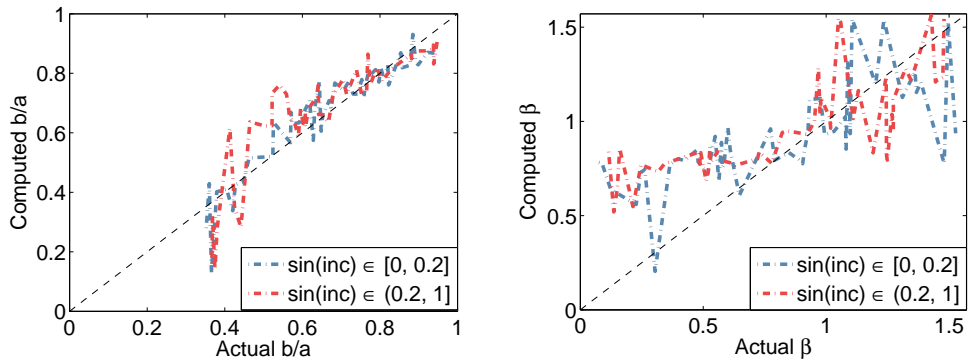 1
0.8
0.6
0.4
0.2
0
Computed b/a
0 0.2 0.4 0.6 0.8 1
Actual b/a
sin(inc) ∈ [0, 0.2]
sin(inc) ∈ (0.2, 1]
1.5
1
0.5
0
Computed β
0 0.5 1 1.5
Actual β
sin(inc) ∈ [0, 0.2]
sin(inc) ∈ (0.2, 1]